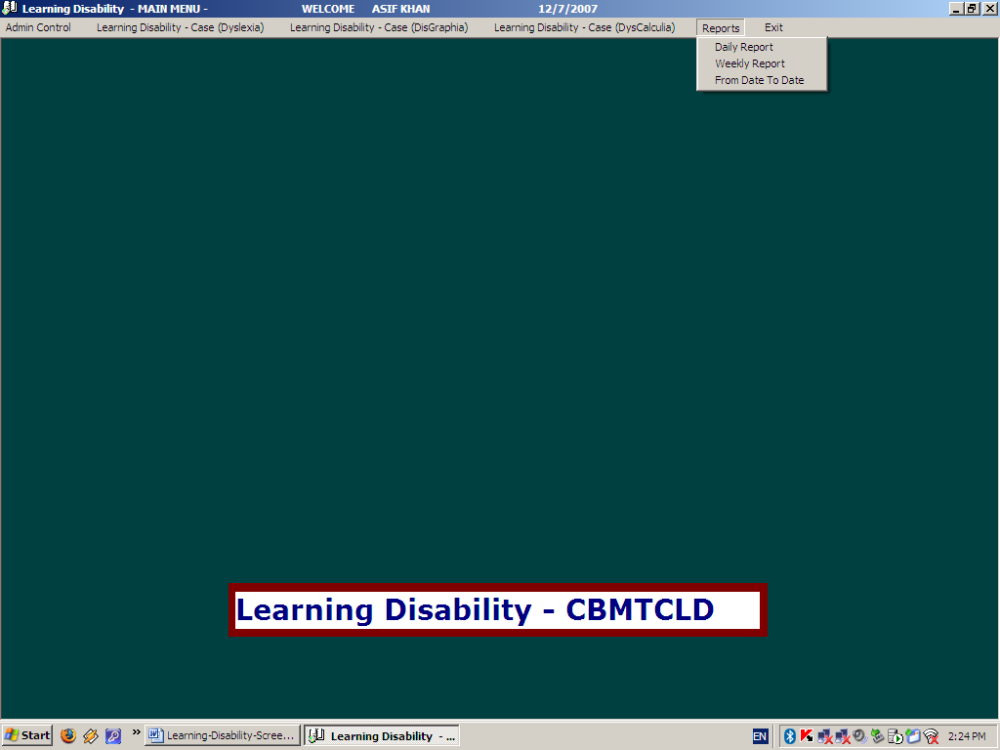 Learning Disability - MAIN MENU - WELCOME ASIF KHAN 12/7/2007
Admin Control Learning Disability - Case (Dyslexia) Learning Disability - Case (DisGraphia) Learning Disability - Case (DysCalculia) Reports Exit
Daily Report
Weekly Report
From Date To Date
Learning Disability - CBMTCLD
Start » Learning-Disability-Scree... Learning Disability - ... EN 2:24 PM